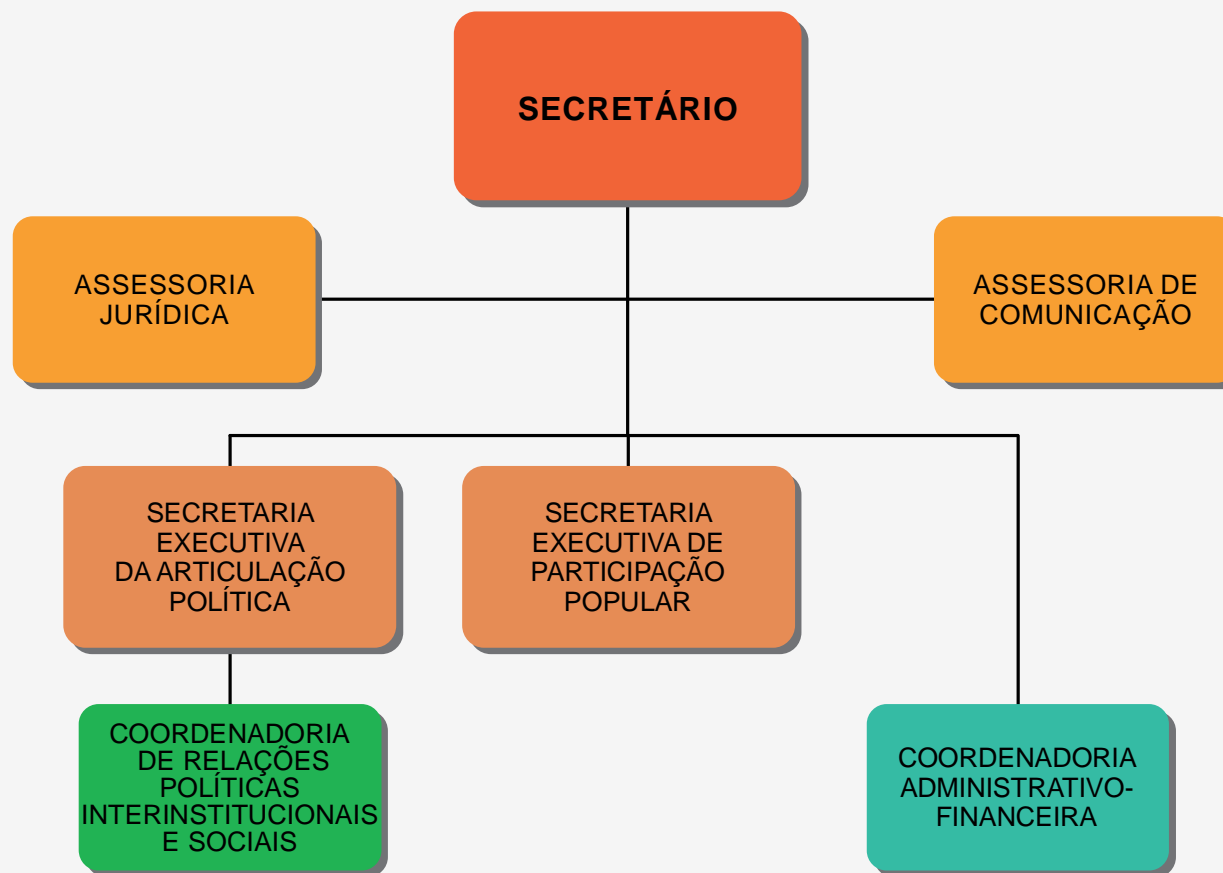 SECRETÁRIO
ASSESSORIA
JURÍDICA
ASSESSORIA DE
COMUNICAÇÃO
SECRETARIA
EXECUTIVA
DA ARTICULAÇÃO
POLÍTICA
SECRETARIA
EXECUTIVA DE
PARTICIPAÇÃO
POPULAR
COORDENADORIA
DE RELAÇÕES
POLÍTICAS
INTERINSTITUCIONAIS
E SOCIAIS
COORDENADORIA
ADMINISTRATIVO-
FINANCEIRA